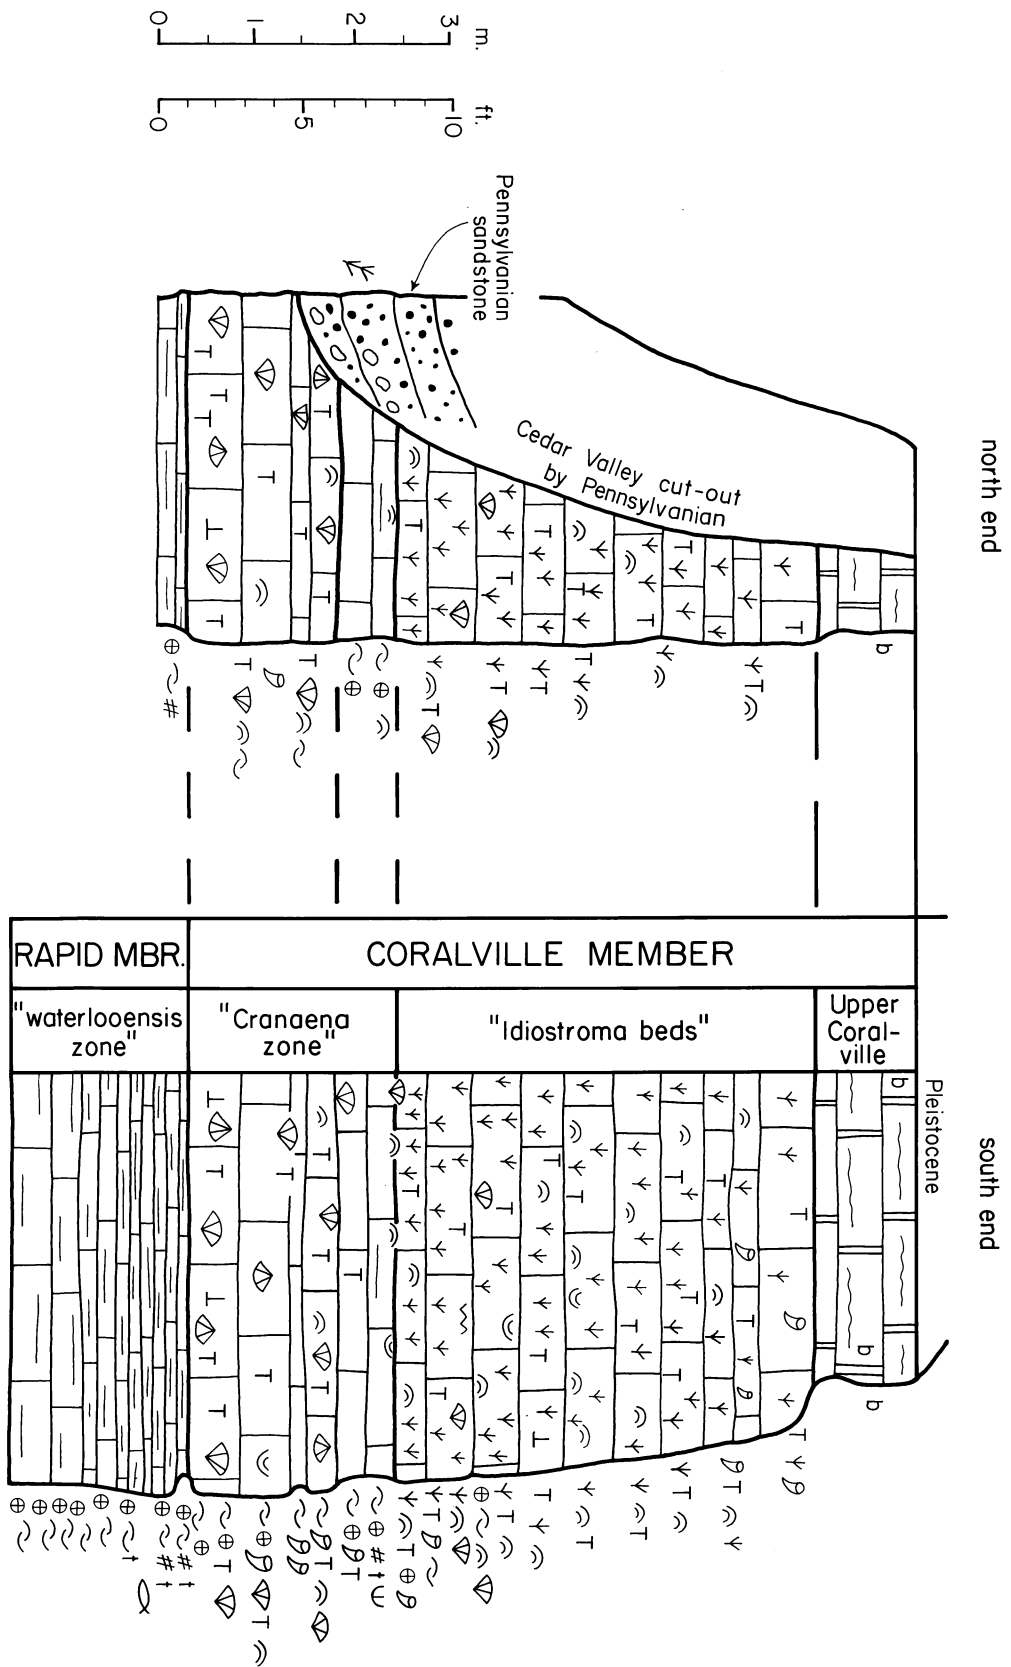 north end
south end
0 1 2 3 m.
0 5 10 ft.
Pennsylvanian
sandstone
Cedar Valley cut-out
by Pennsylvanian
b
Pleistocene
b
b
b
Upper
Coral-
ville
"Idiostroma beds"
"Cranaena
zone"
"waterlooensis
zone"
CORALVILLE MEMBER
RAPID MBR.